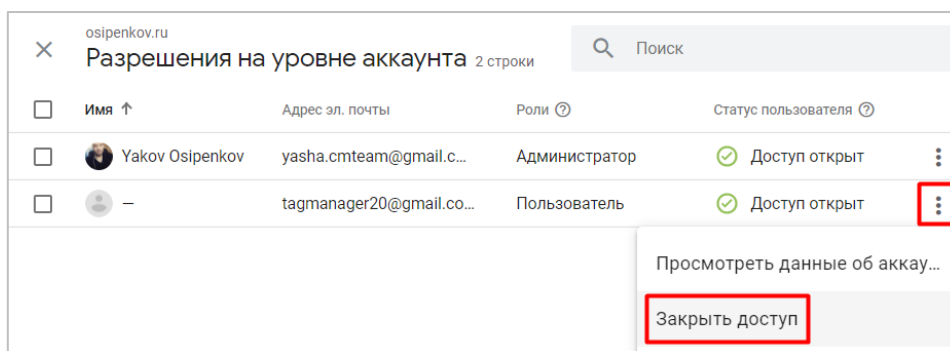 osipenkov.ru
Разрешения на уровне аккаунта 2 строки
Поиск
Имя ↑ Адрес эл. почты Роли Статус пользователя
Yakov Osipenkov yasha.cmteam@gmail.c... Администратор Доступ открыт
— tagmanager20@gmail.co... Пользователь Доступ открыт
Просмотреть данные об аккау...
Закрыть доступ